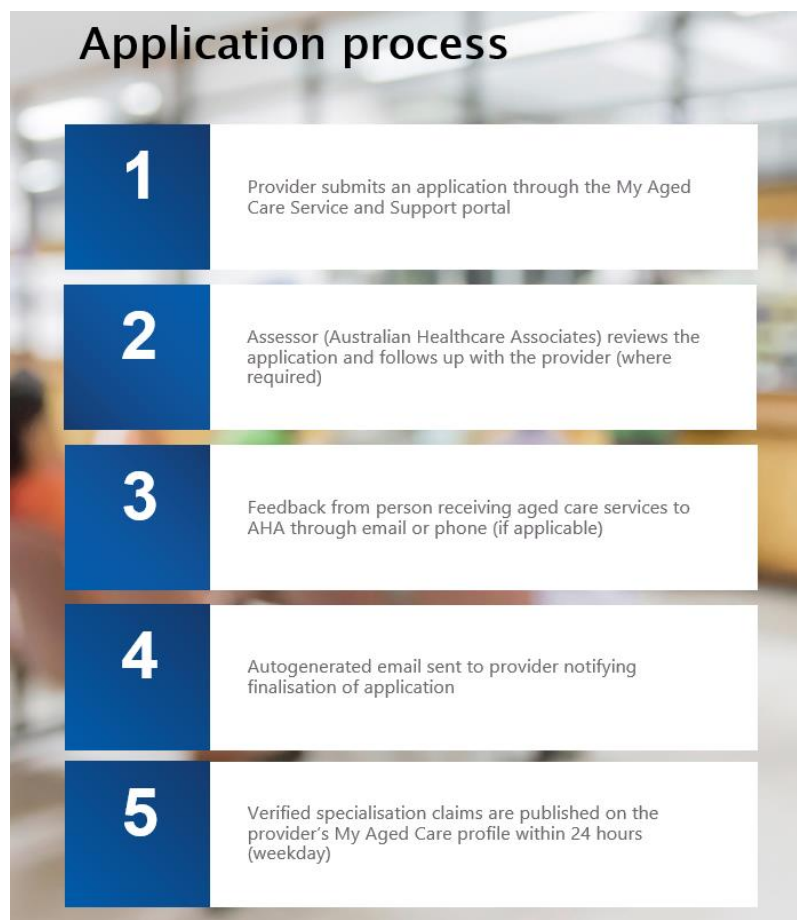 Application process
1
Provider submits an application through the My Aged
Care Service and Support portal
2
Assessor (Australian Healthcare Associates) reviews the
application and follows up with the provider (where
required)
3
Feedback from person receiving aged care services to
AHA through email or phone (if applicable)
4
Autogenerated email sent to provider notifying
finalisation of application
5
Verified specialisation claims are published on the
provider's My Aged Care profile within 24 hours
(weekday)